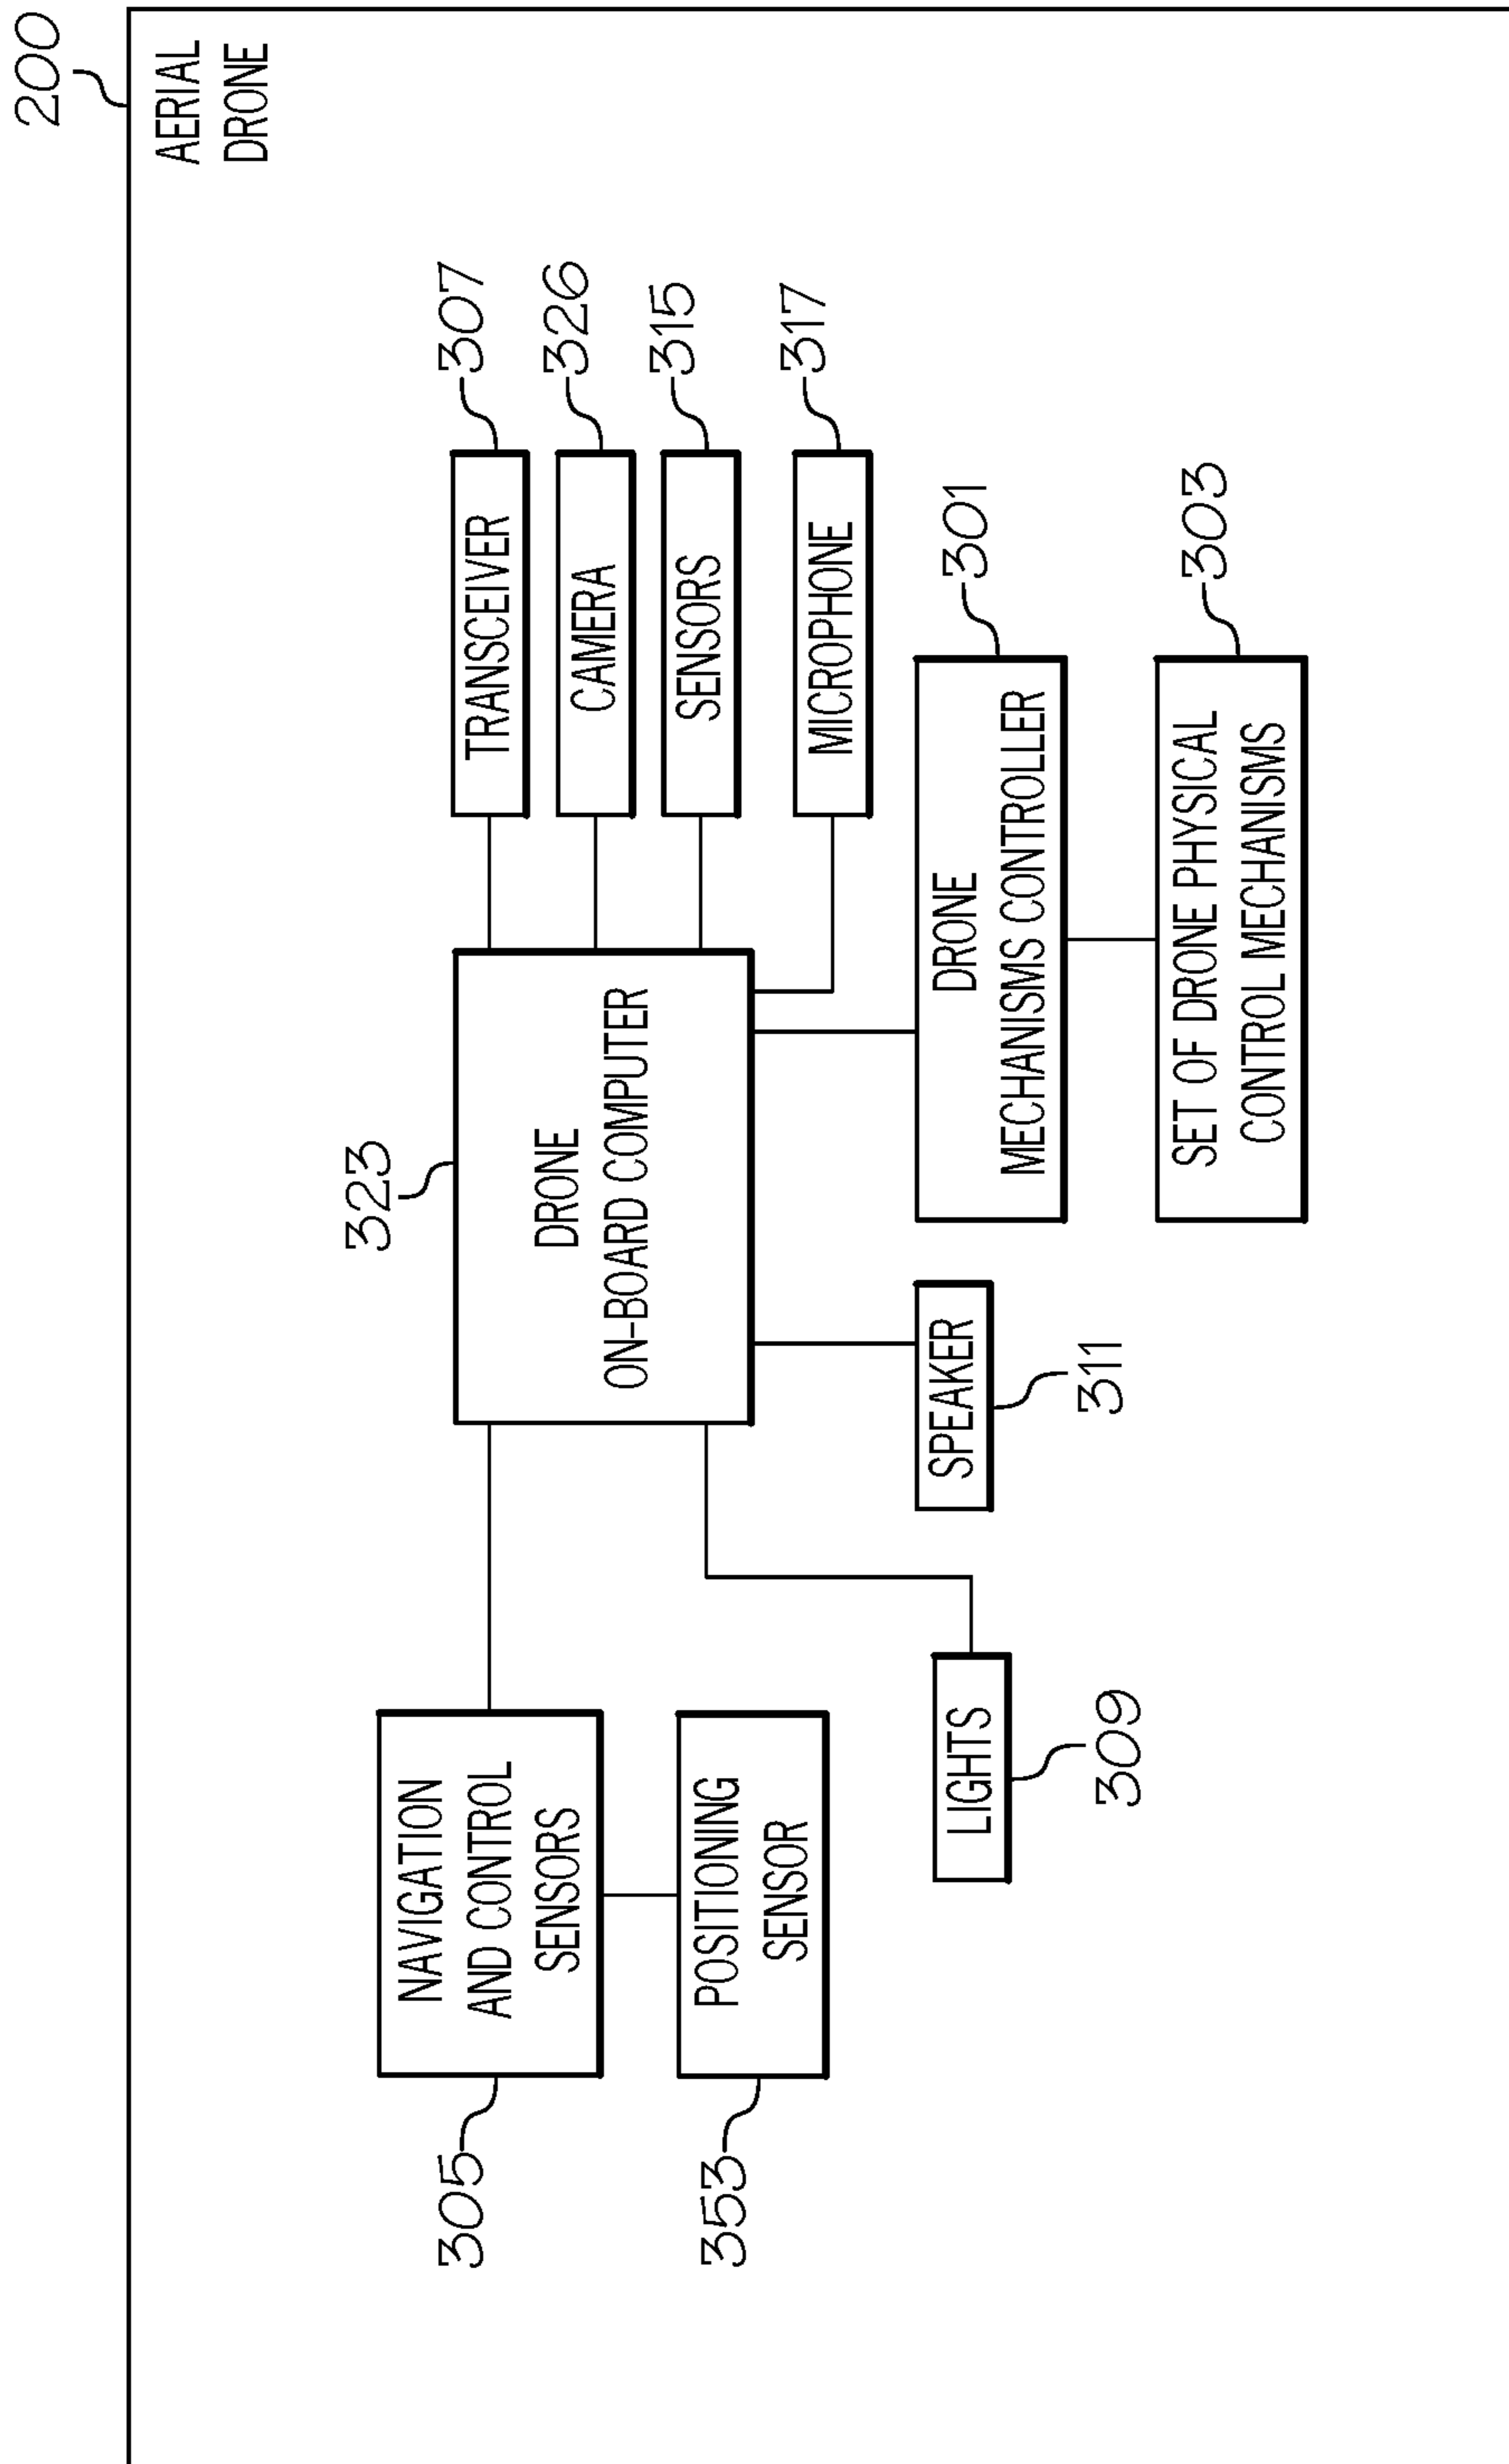 200
AERIAL
DRONE
323
DRONE
ON-BOARD COMPUTER
TRANSCEIVER
307
CAMERA
326
SENSORS
315
MICROPHONE
317
NAVIGATION
AND CONTROL
SENSORS
305
POSITIONING
SENSOR
353
LIGHTS
309
SPEAKER
311
DRONE
MECHANISMS CONTROLLER
301
SET OF DRONE PHYSICAL
CONTROL MECHANISMS
303